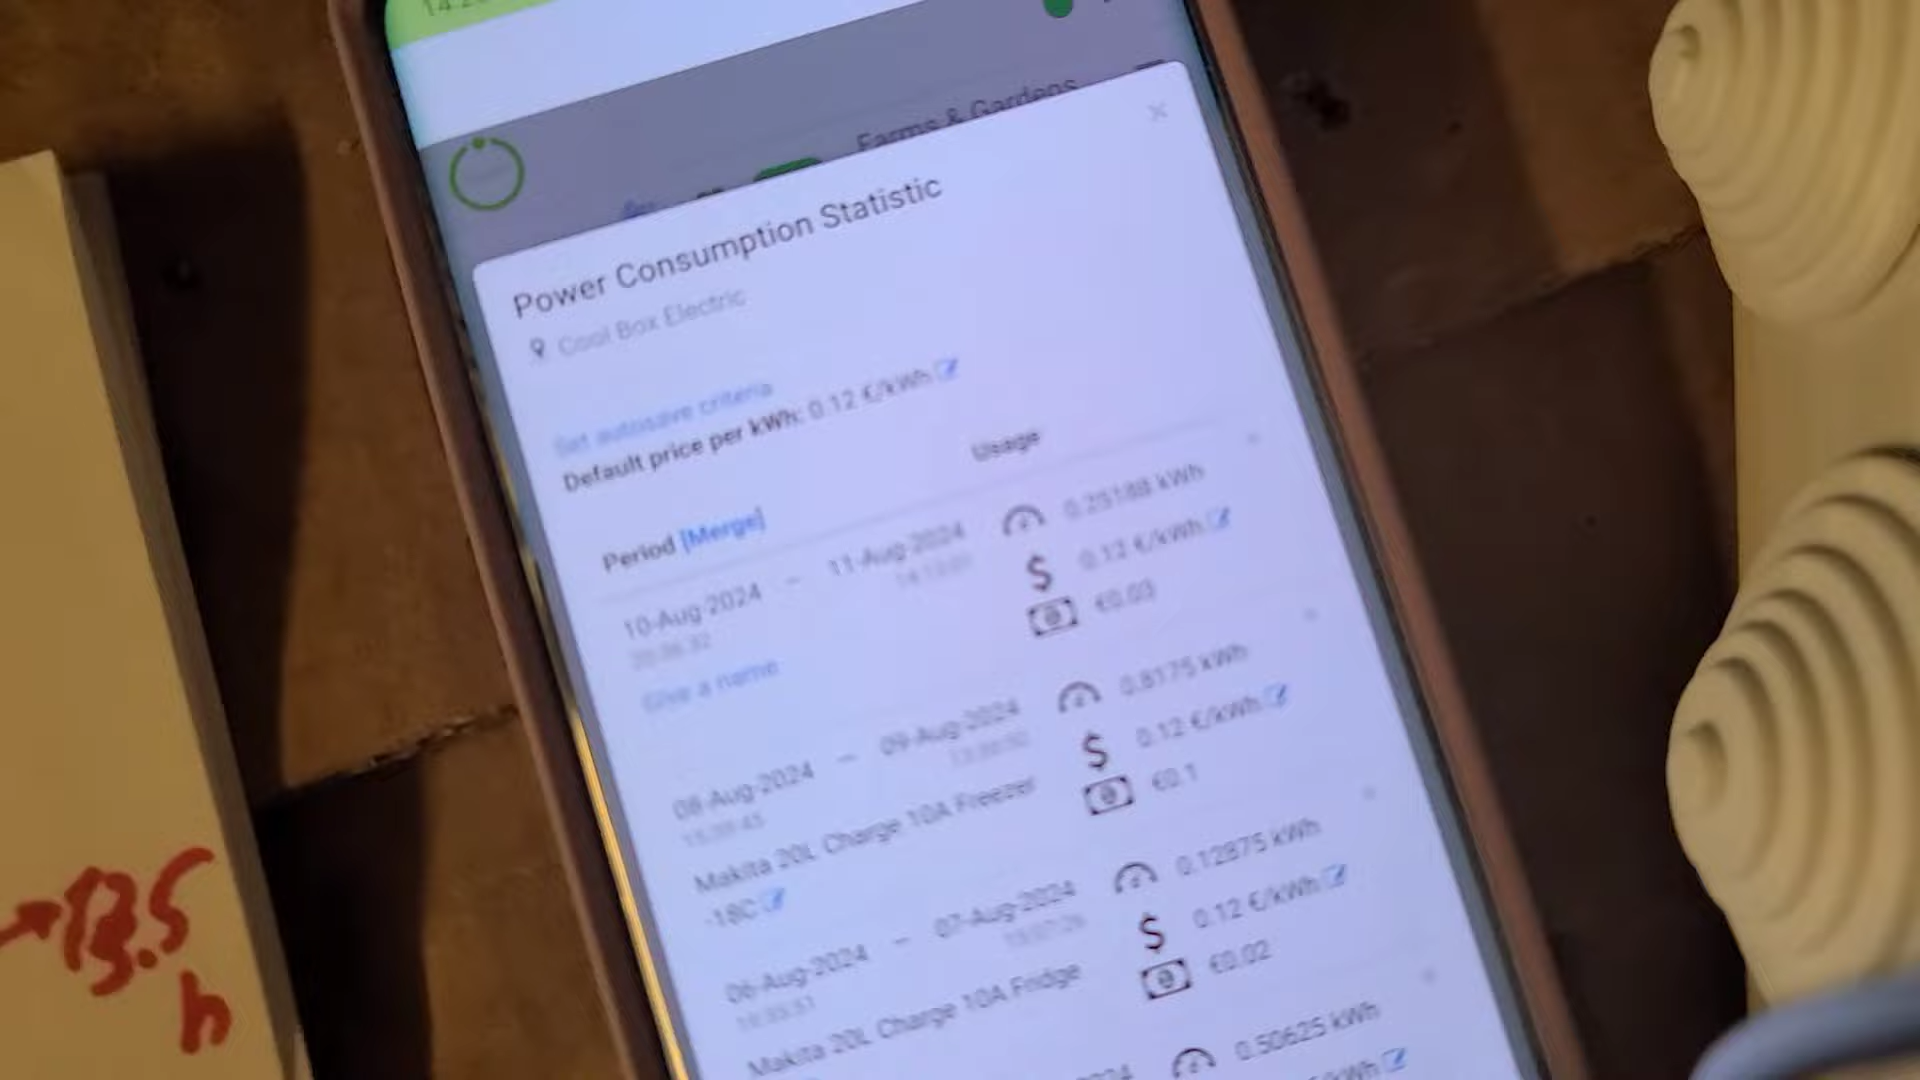 Farms & Gardens
Power Consumption Statistic
Cool Box Electric
Set autosave criteria
Default price per kWh: 0.12 €/kWh
Period [Merge]
Usage
10-Aug-2024 – 11-Aug-2024
0.25188 kWh
0.12 €/kWh
€0.03
Give a name
08-Aug-2024 – 09-Aug-2024
0.8175 kWh
$ 0.12 €/kWh
€0.1
Makita 20L Charge 10A Freezer
-18C
06-Aug-2024 – 07-Aug-2024
0.12875 kWh
$ 0.12 €/kWh
€0.02
Makita 20L Charge 10A Fridge
0.50625 kWh
€/kWh
13.5
h